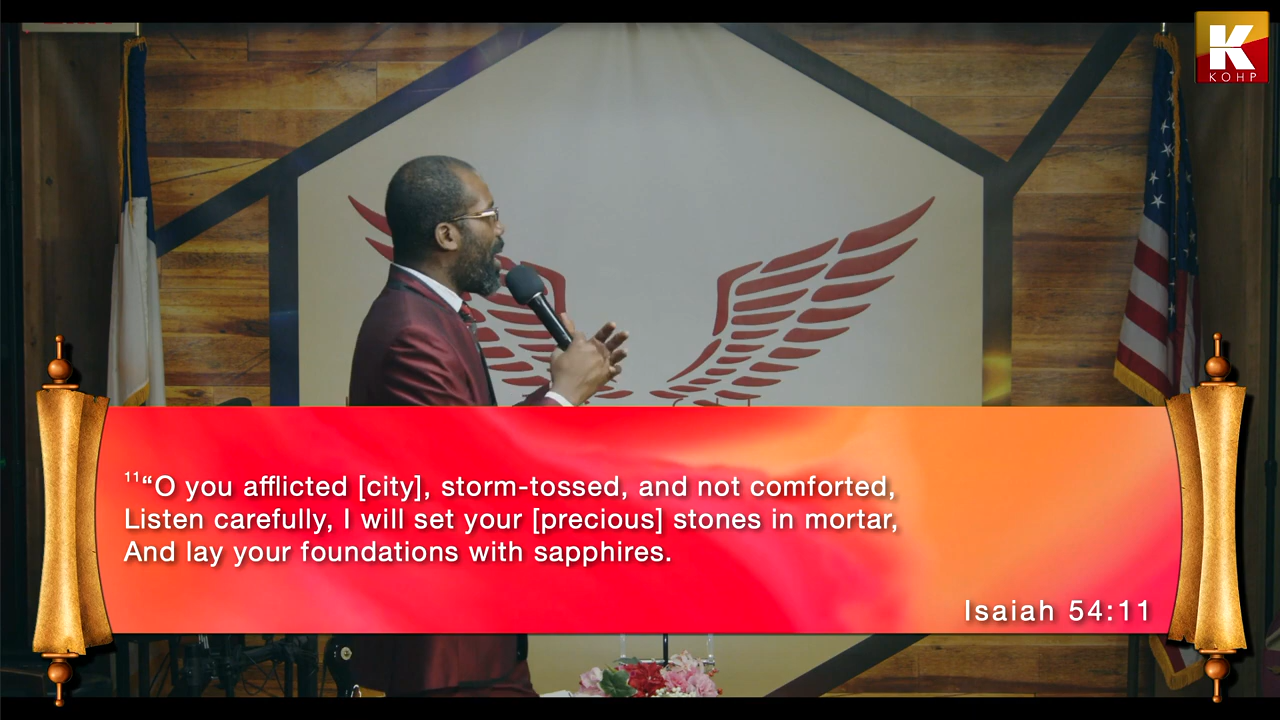 K
KOHP
¹¹“O you afflicted [city], storm-tossed, and not comforted,
Listen carefully, I will set your [precious] stones in mortar,
And lay your foundations with sapphires.
Isaiah 54:11